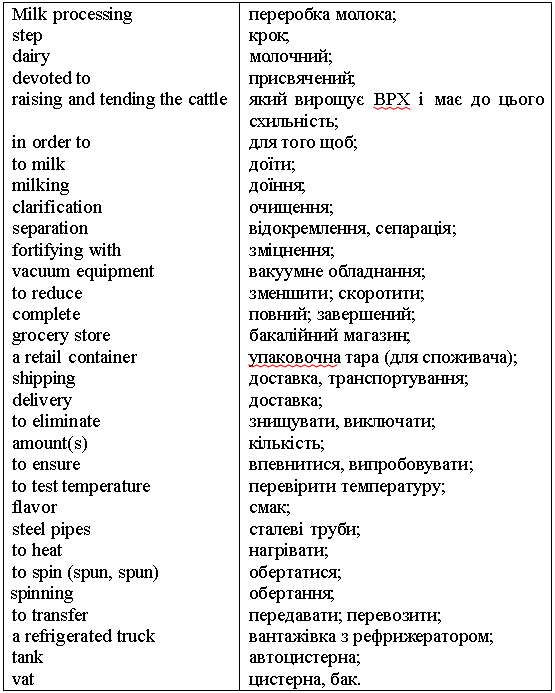 Milk processing переробка молока;
step крок;
dairy молочний;
devoted to присвячений;
raising and tending the cattle який вирощує ВРХ і має до цього
схильність;
in order to для того щоб;
to milk доїти;
milking доїння;
clarification очищення;
separation відокремлення, сепарація;
fortifying with зміцнення;
vacuum equipment вакуумне обладнання;
to reduce зменшити; скоротити;
complete повний; завершений;
grocery store бакалійний магазин;
a retail container упаковочна тара (для споживача);
shipping доставка, транспортування;
delivery доставка;
to eliminate знищувати, виключати;
amount(s) кількість;
to ensure впевнитися, випробовувати;
to test temperature перевірити температуру;
flavor смак;
steel pipes сталеві труби;
to heat нагрівати;
to spin (spun, spun) обертатися;
spinning обертання;
to transfer передавати; перевозити;
a refrigerated truck вантажівка з рефрижератором;
tank автоцистерна;
vat цистерна, бак.